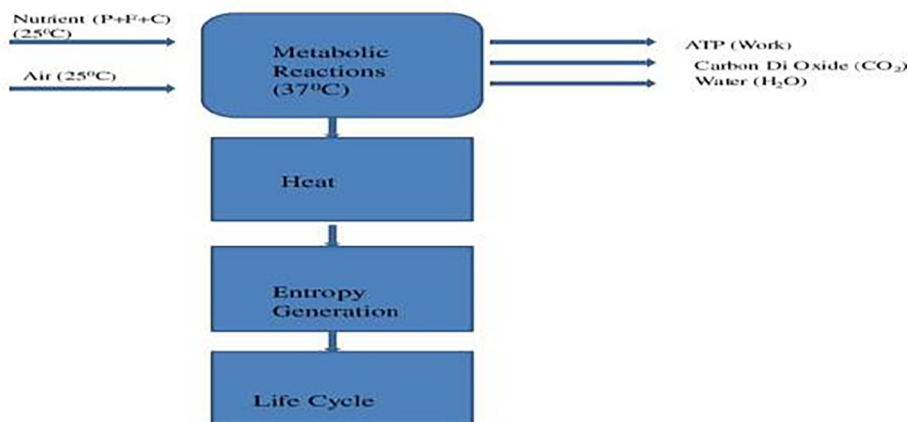 Nutrient (P+F+C)
(25⁰C)
Air (25⁰C)
Metabolic
Reactions
(37⁰C)
ATP (Work)
Carbon Di Oxide (CO₂)
Water (H₂O)
Heat
Entropy
Generation
Life Cycle